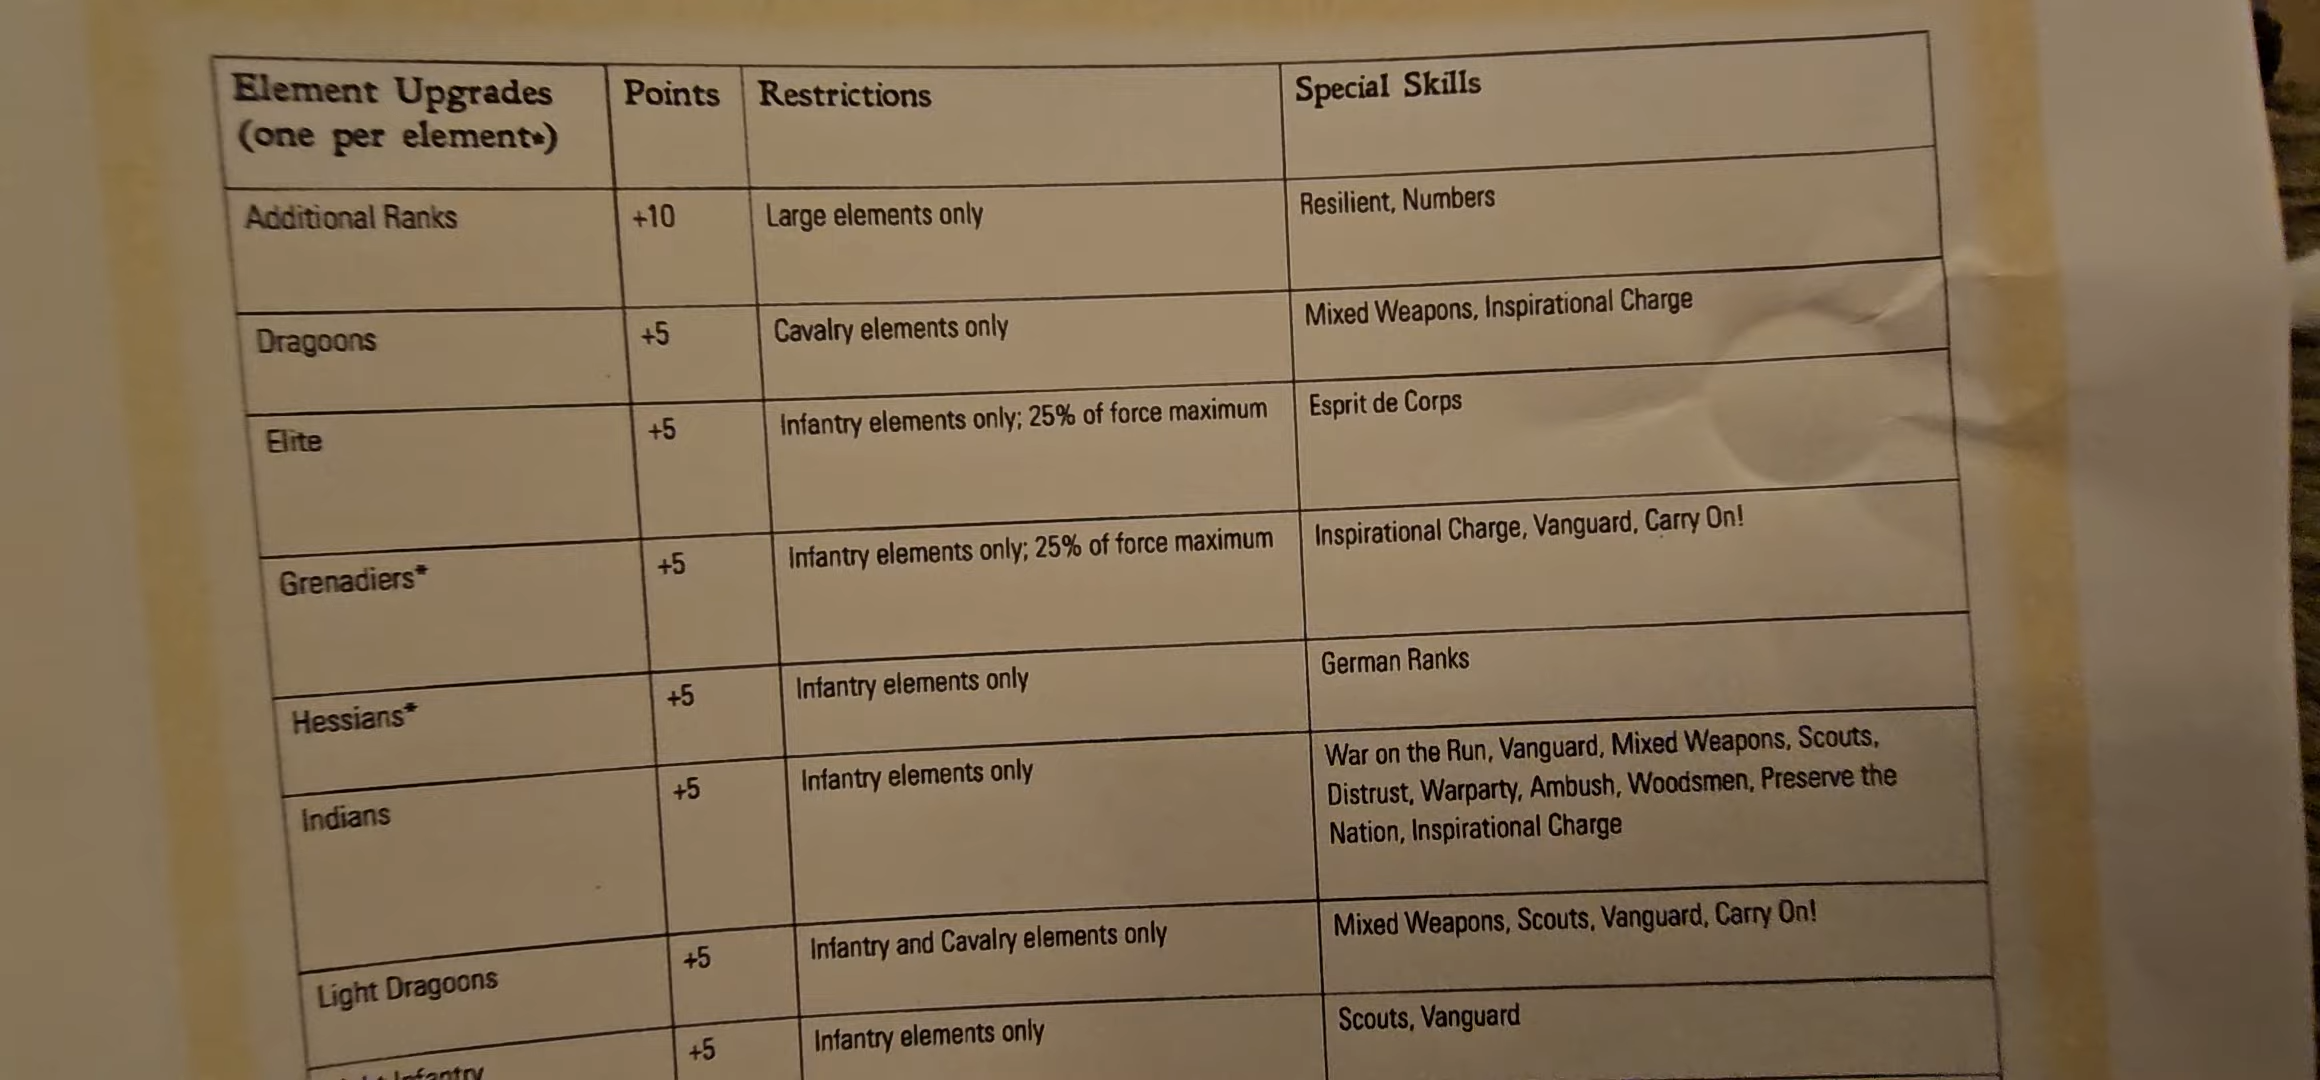 Element Upgrades Points Restrictions Special Skills
(one per element*)
Additional Ranks +10 Large elements only Resilient, Numbers
Dragoons +5 Cavalry elements only Mixed Weapons, Inspirational Charge
Elite +5 Infantry elements only; 25% of force maximum Esprit de Corps
Grenadiers* +5 Infantry elements only; 25% of force maximum Inspirational Charge, Vanguard, Carry On!
Hessians* +5 Infantry elements only German Ranks
Indians +5 Infantry elements only War on the Run, Vanguard, Mixed Weapons, Scouts,
Distrust, Warparty, Ambush, Woodsmen, Preserve the
Nation, Inspirational Charge
Light Dragoons +5 Infantry and Cavalry elements only Mixed Weapons, Scouts, Vanguard, Carry On!
Infantry +5 Infantry elements only Scouts, Vanguard